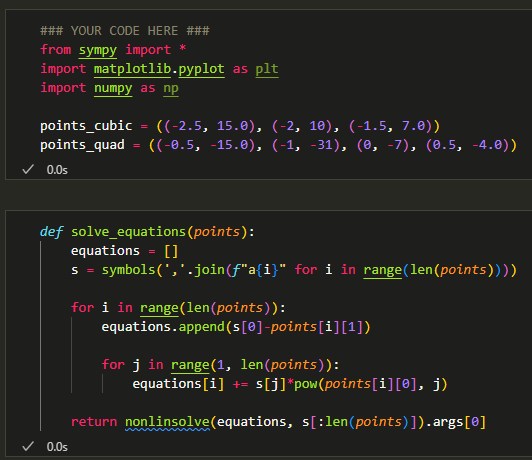 ### YOUR CODE HERE ###
from sympy import *
import matplotlib.pyplot as plt
import numpy as np
points_cubic = ((-2.5, 15.0), (-2, 10), (-1.5, 7.0))
points_quad = ((-0.5, -15.0), (-1, -31), (0, -7), (0.5, -4.0))
✓ 0.0s
def solve_equations(points):
    equations = []
    s = symbols(','.join(f"a{i}" for i in range(len(points))))
    for i in range(len(points)):
        equations.append(s[0]-points[i][1])
        for j in range(1, len(points)):
            equations[i] += s[j]*pow(points[i][0], j)
    return nonlinsolve(equations, s[:len(points)]).args[0]
✓ 0.0s